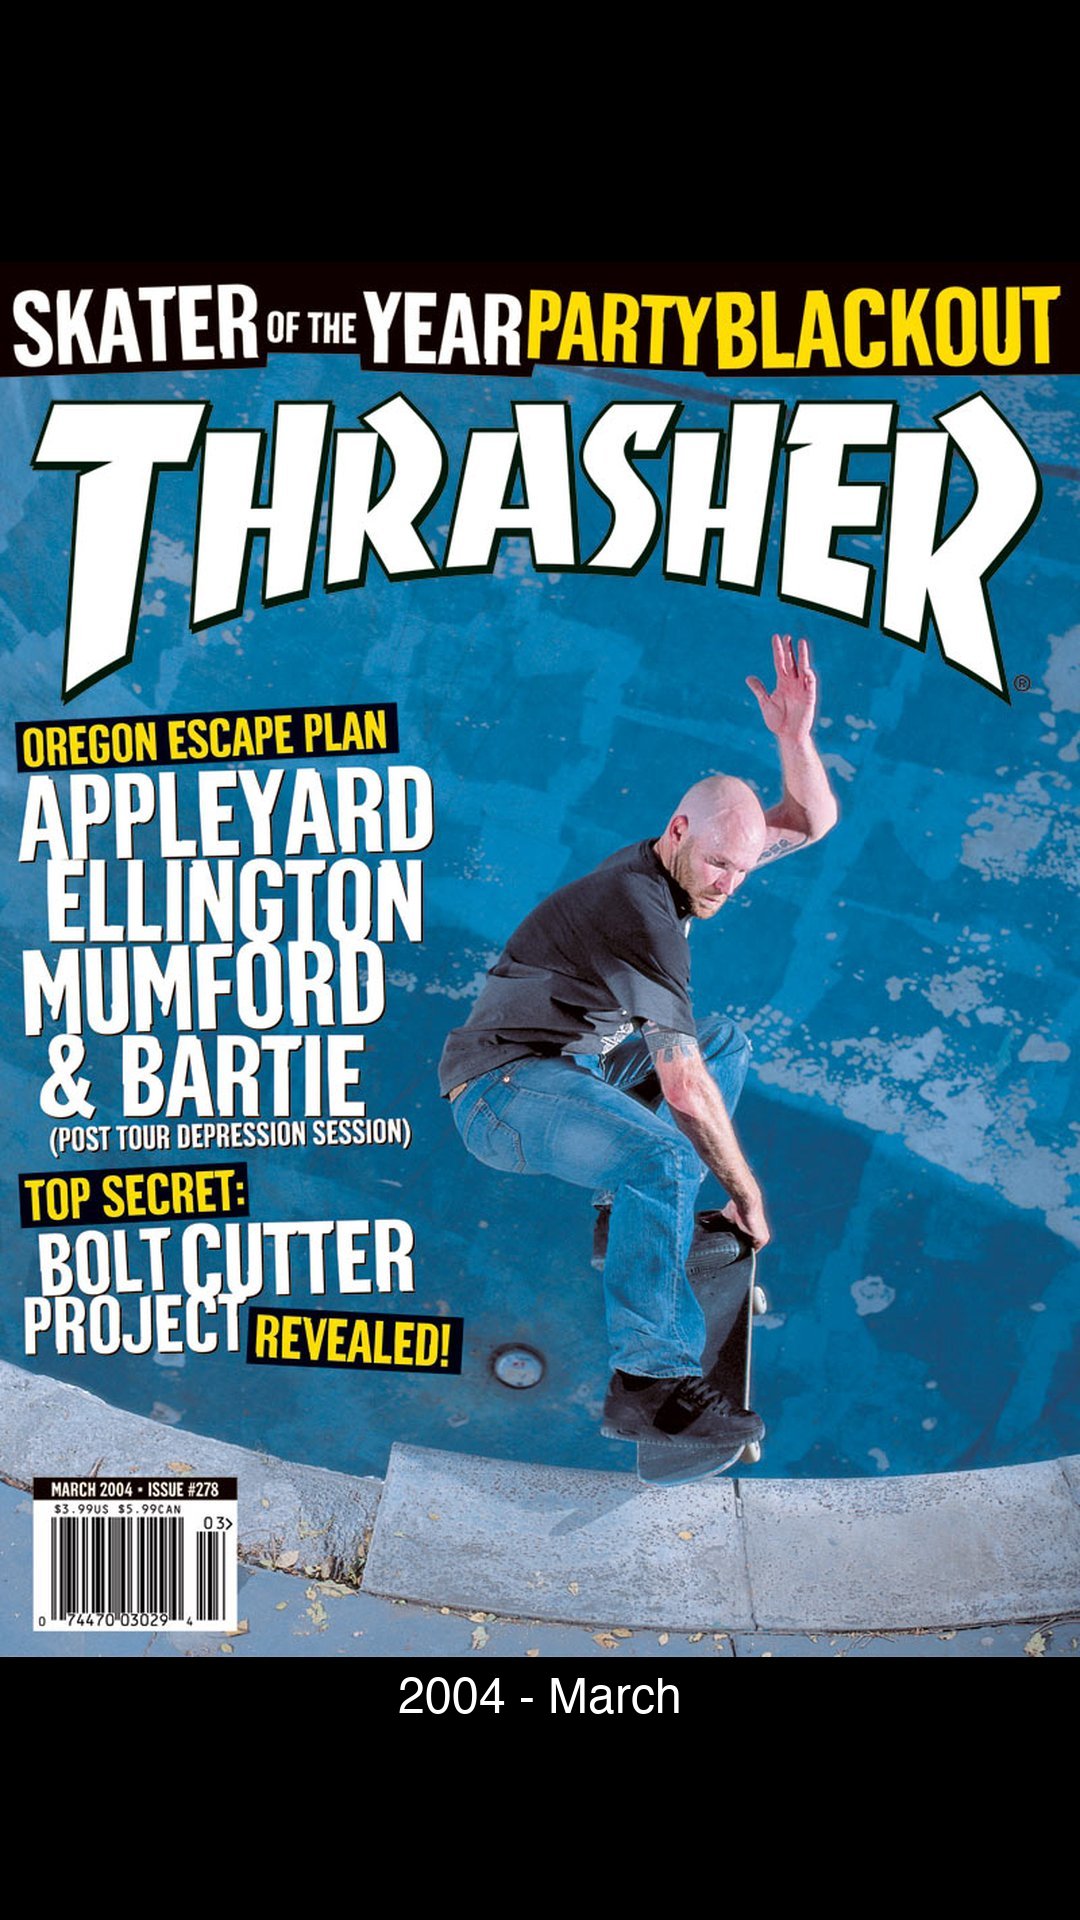 SKATER OF THE YEAR PARTY BLACKOUT
THRASHER
®
OREGON ESCAPE PLAN
APPLEYARD
ELLINGTON
MUMFORD
& BARTIE
(POST TOUR DEPRESSION SESSION)
TOP SECRET:
BOLT CUTTER
PROJECT REVEALED!
MARCH 2004 • ISSUE #278
$3.99US $5.99CAN
03>
0 74470 03029 4
2004 - March